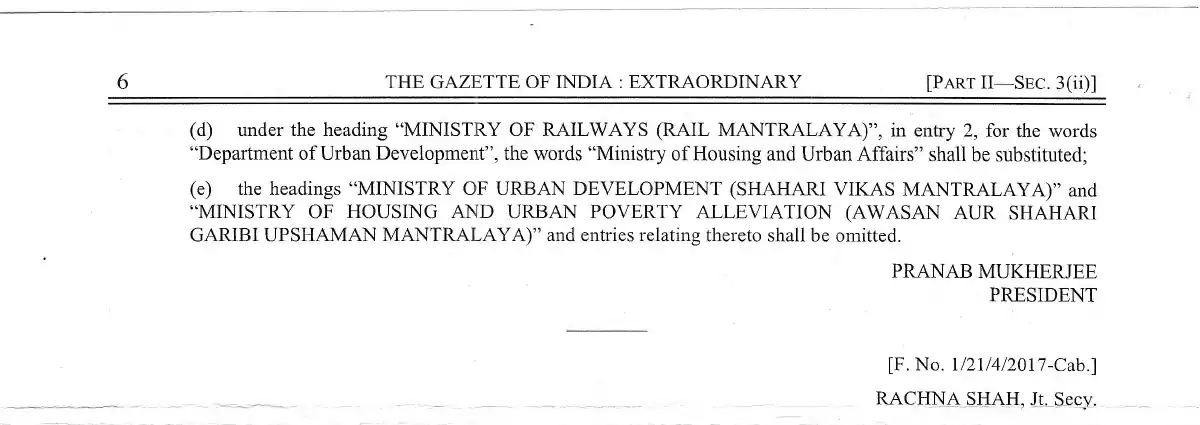 6 THE GAZETTE OF INDIA : EXTRAORDINARY [PART II—SEC. 3(ii)]
(d) under the heading “MINISTRY OF RAILWAYS (RAIL MANTRALAYA)”, in entry 2, for the words
“Department of Urban Development”, the words “Ministry of Housing and Urban Affairs” shall be substituted;
(e) the headings “MINISTRY OF URBAN DEVELOPMENT (SHAHARI VIKAS MANTRALAYA)” and
“MINISTRY OF HOUSING AND URBAN POVERTY ALLEVIATION (AWASAN AUR SHAHARI
GARIBI UPSHAMAN MANTRALAYA)” and entries relating thereto shall be omitted.
PRANAB MUKHERJEE
PRESIDENT
[F. No. 1/21/4/2017-Cab.]
RACHNA SHAH, Jt. Secy.